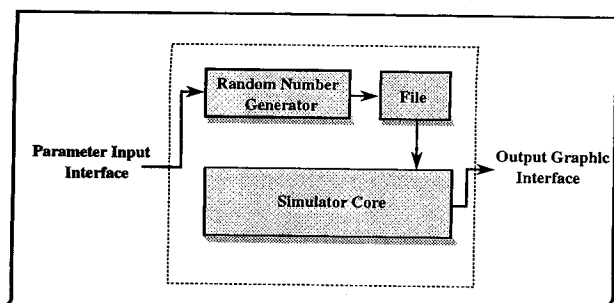 Random Number
Generator
File
Parameter Input
Interface
Simulator Core
Output Graphic
Interface